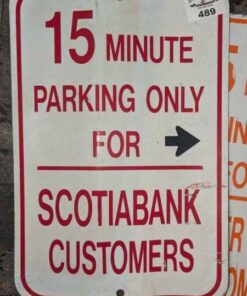 489
15 MINUTE
PARKING ONLY
FOR
SCOTIABANK
CUSTOMERS